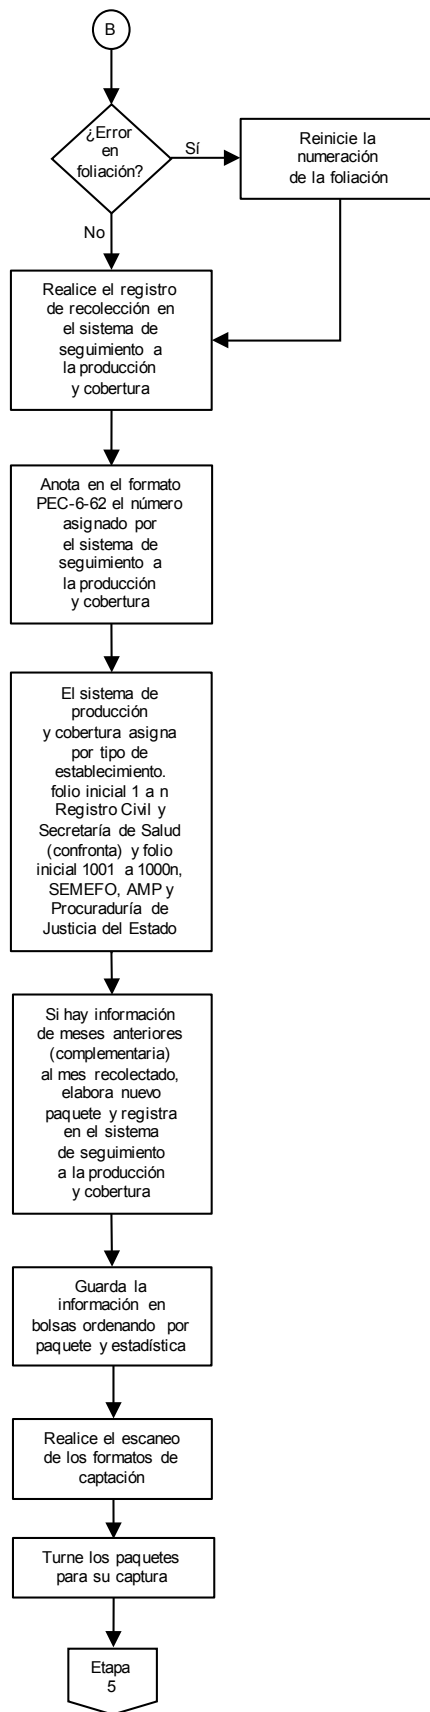 B
¿Error
en
foliación?
Sí
Reinicie la
numeración
de la foliación
No
Realice el registro
de recolección en
el sistema de
seguimiento a
la producción
y cobertura
Anota en el formato
PEC-6-62 el número
asignado por
el sistema de
seguimiento a
la producción
y cobertura
El sistema de
producción
y cobertura asigna
por tipo de
establecimiento.
folio inicial 1 a n
Registro Civil y
Secretaría de Salud
(confronta) y folio
inicial 1001 a 1000n,
SEMEFO, AMP y
Procuraduría de
Justicia del Estado
Si hay información
de meses anteriores
(complementaria)
al mes recolectado,
elabora nuevo
paquete y registra
en el sistema
de seguimiento
a la producción
y cobertura
Guarda la
información en
bolsas ordenando por
paquete y estadística
Realice el escaneo
de los formatos de
captación
Turne los paquetes
para su captura
Etapa
5